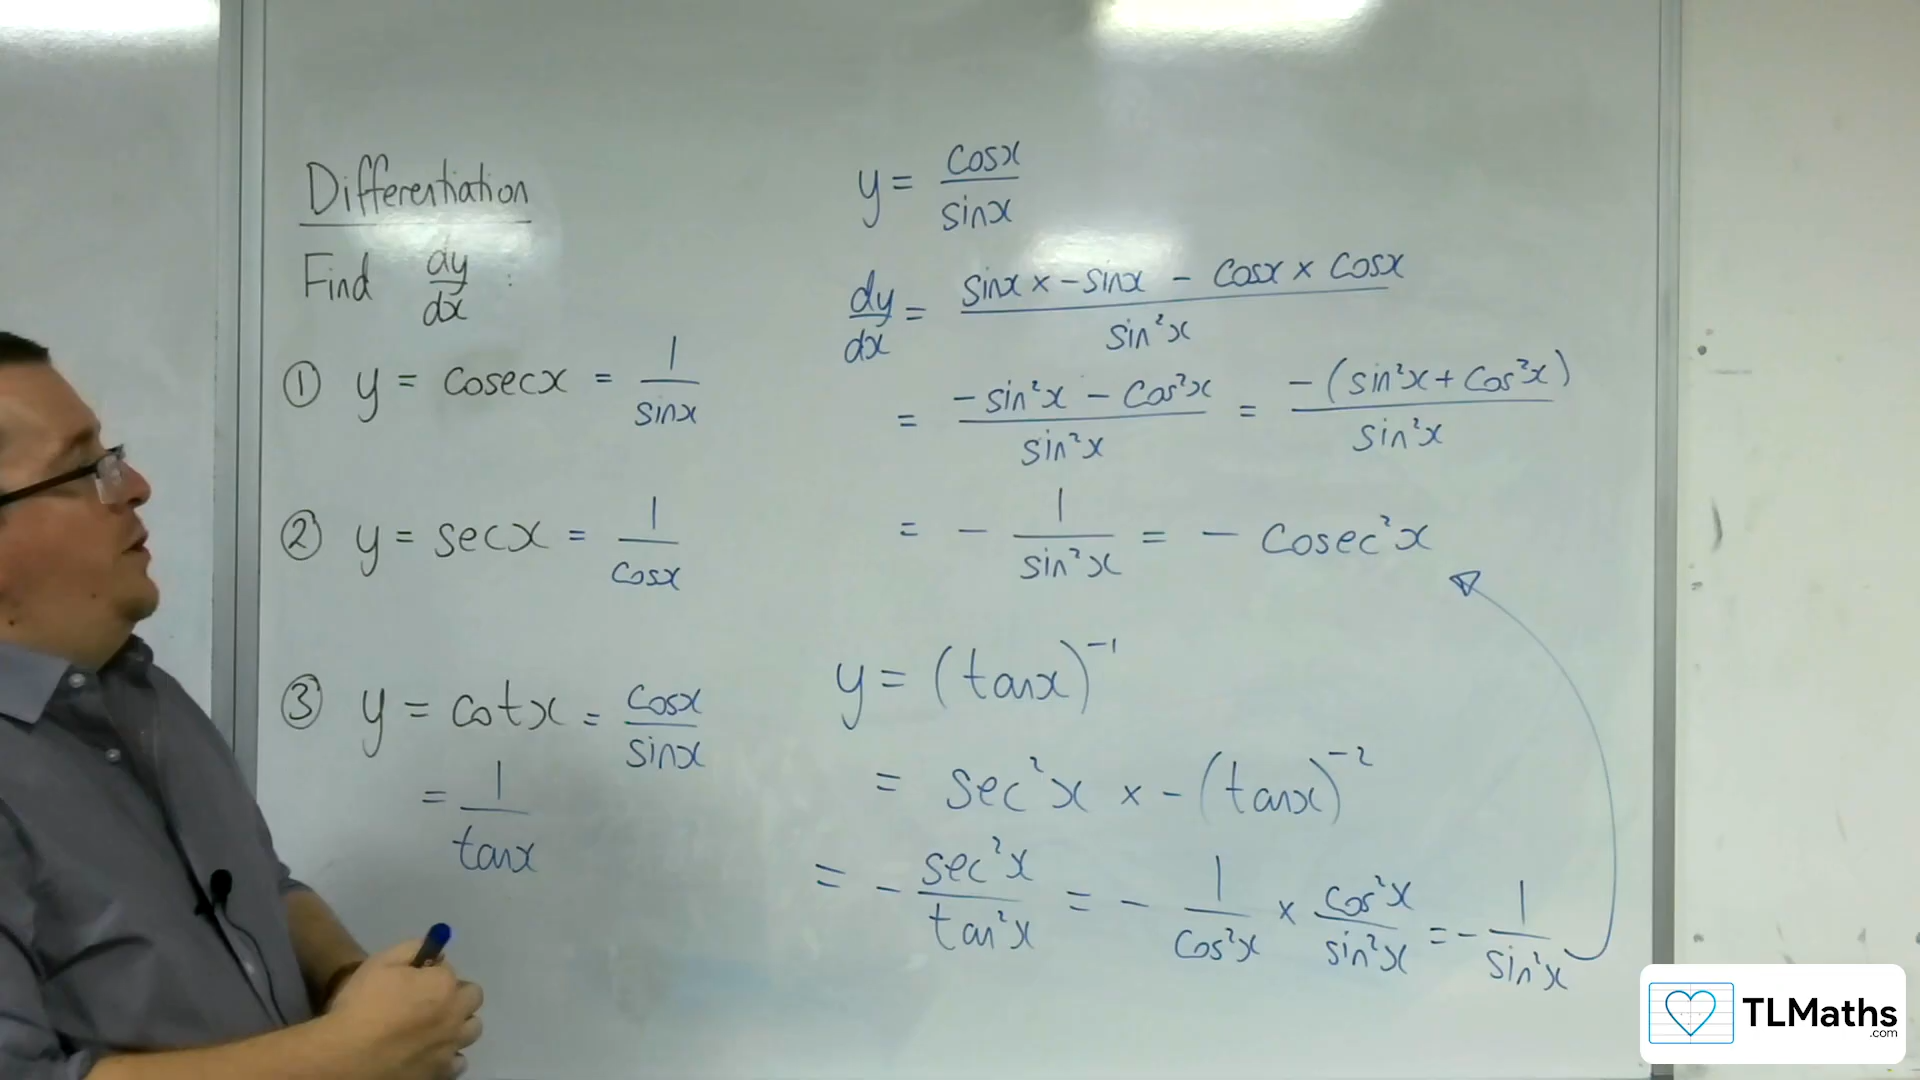 Differentiation
Find dy/dx :
① y = cosecx = 1/sinx
② y = secx = 1/cosx
③ y = cotx = cosx/sinx
= 1/tanx
y = cosx/sinx
dy/dx = (sinx × -sinx - cosx × cosx)/sin²x
= (-sin²x - cos²x)/sin²x = -(sin²x + cos²x)/sin²x
= - 1/sin²x = - cosec²x
y = (tanx)⁻¹
= sec²x × -(tanx)⁻²
= - sec²x/tan²x = - 1/cos²x × cos²x/sin²x = - 1/sin²x
TLMaths
.com